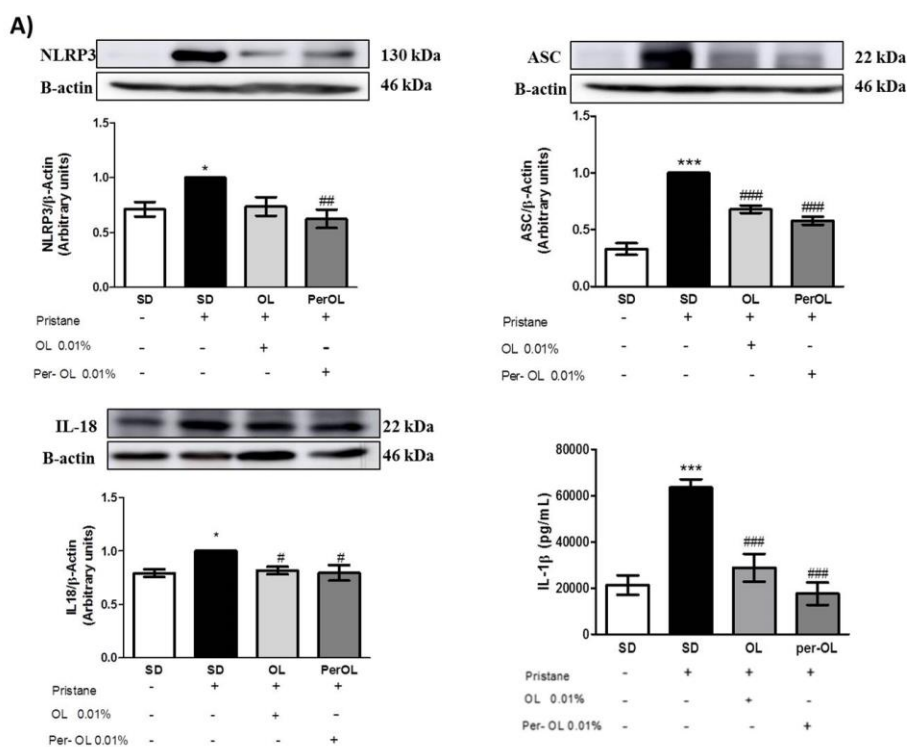 A)
NLRP3 130 kDa
B-actin 46 kDa
NLRP3/β-Actin
(Arbitrary units)
1.5
1.0
0.5
0.0
*
##
SD SD OL PerOL
Pristane - + + +
OL 0.01% - - + -
Per- OL 0.01% - - - +
ASC 22 kDa
B-actin 46 kDa
ASC/β-Actin
(Arbitrary units)
1.5
1.0
0.5
0.0
***
###
###
SD SD OL PerOL
Pristane - + + +
OL 0.01% - - + -
Per- OL 0.01% - - - +
IL-18 22 kDa
B-actin 46 kDa
IL18/β-Actin
(Arbitrary units)
1.5
1.0
0.5
0.0
*
#
#
SD SD OL PerOL
Pristane - + + +
OL 0.01% - - + -
Per- OL 0.01% - - - +
IL-1β (pg/mL)
80000
60000
40000
20000
0
***
###
###
SD SD OL per-OL
Pristane - + + +
OL 0.01% - - + -
Per- OL 0.01% - - - +